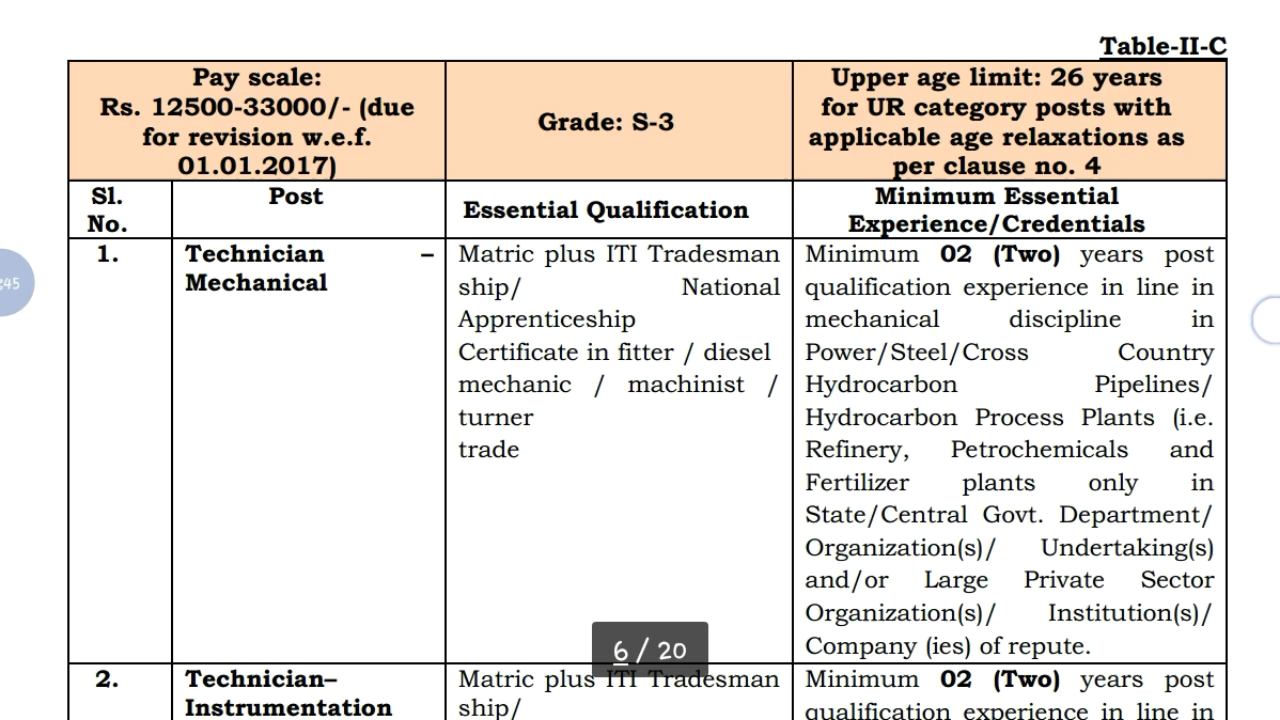 Table-II-C
Pay scale:
Rs. 12500-33000/- (due
for revision w.e.f.
01.01.2017)
Grade: S-3
Upper age limit: 26 years
for UR category posts with
applicable age relaxations as
per clause no. 4
Sl.
No.
Post
Essential Qualification
Minimum Essential
Experience/Credentials
1.
Technician –
Mechanical
Matric plus ITI Tradesman
ship/ National
Apprenticeship
Certificate in fitter / diesel
mechanic / machinist /
turner
trade
Minimum 02 (Two) years post
qualification experience in line in
mechanical discipline in
Power/Steel/Cross Country
Hydrocarbon Pipelines/
Hydrocarbon Process Plants (i.e.
Refinery, Petrochemicals and
Fertilizer plants only in
State/Central Govt. Department/
Organization(s)/ Undertaking(s)
and/or Large Private Sector
Organization(s)/ Institution(s)/
Company (ies) of repute.
2.
Technician–
Instrumentation
Matric plus ITI Tradesman
ship/
Minimum 02 (Two) years post
qualification experience in line in
6 / 20
:45